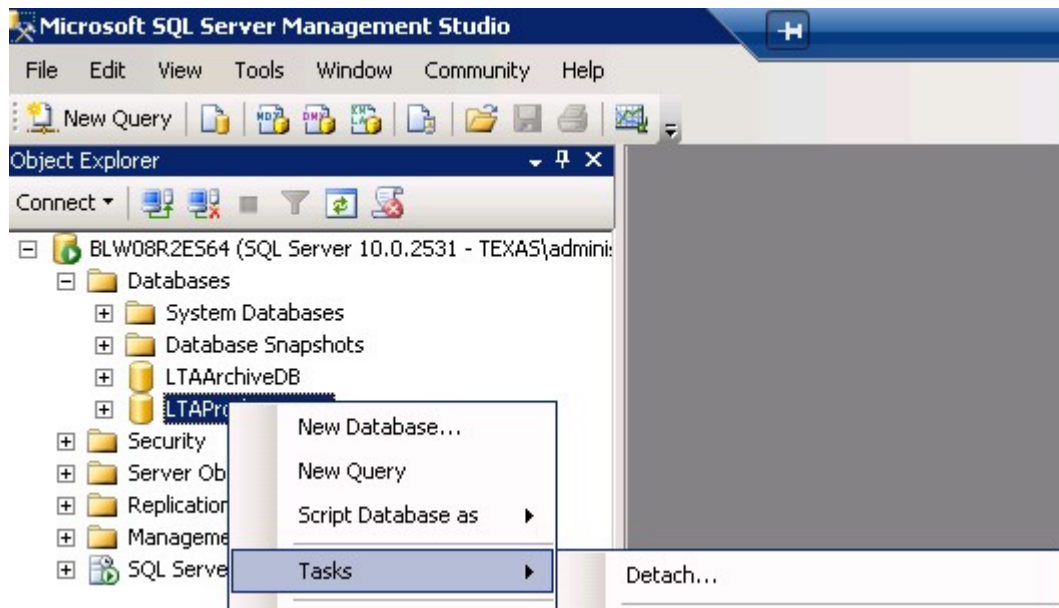 Microsoft SQL Server Management Studio
File Edit View Tools Window Community Help
New Query
Object Explorer
Connect
BLW08R2ES64 (SQL Server 10.0.2531 - TEXAS\adminis
Databases
System Databases
Database Snapshots
LTAArchiveDB
LTAPro
New Database...
Security
New Query
Server Ob
Replication
Script Database as
Manageme
SQL Serve
Tasks
Detach...